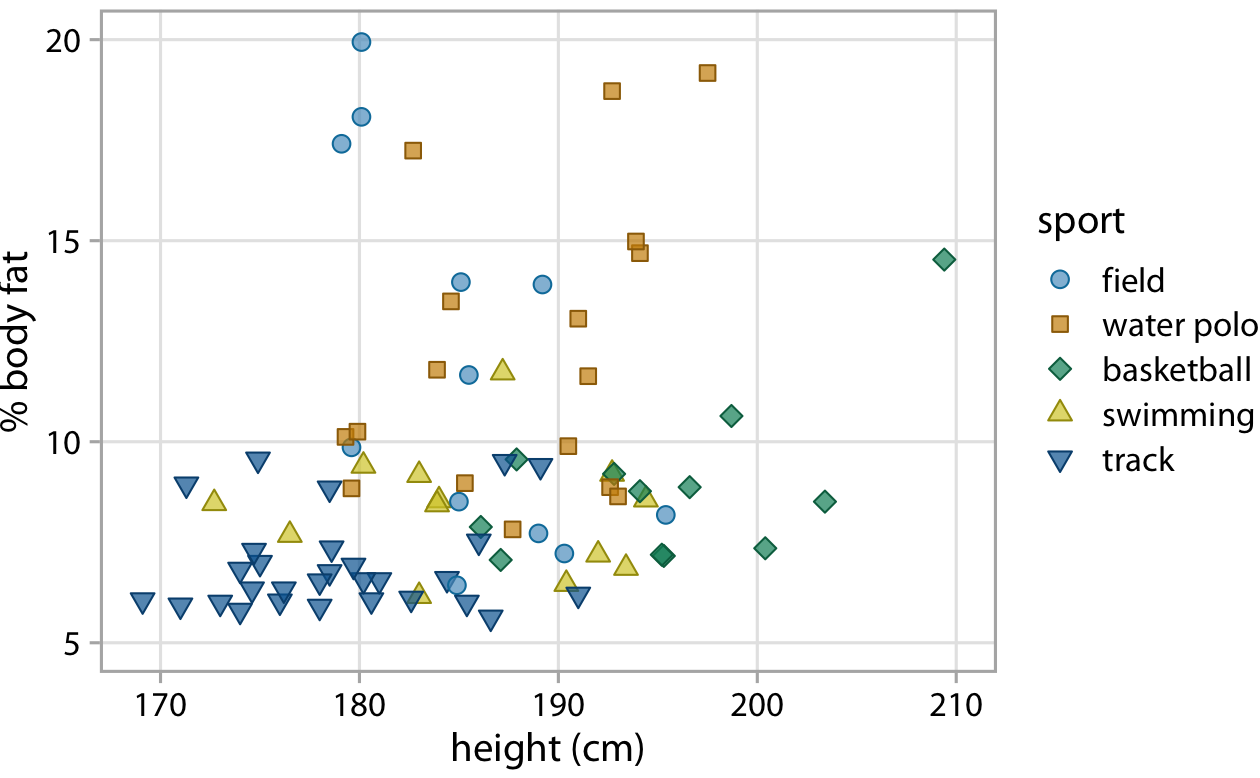 20
15
10
5
% body fat
170 180 190 200 210
height (cm)
sport
field
water polo
basketball
swimming
track